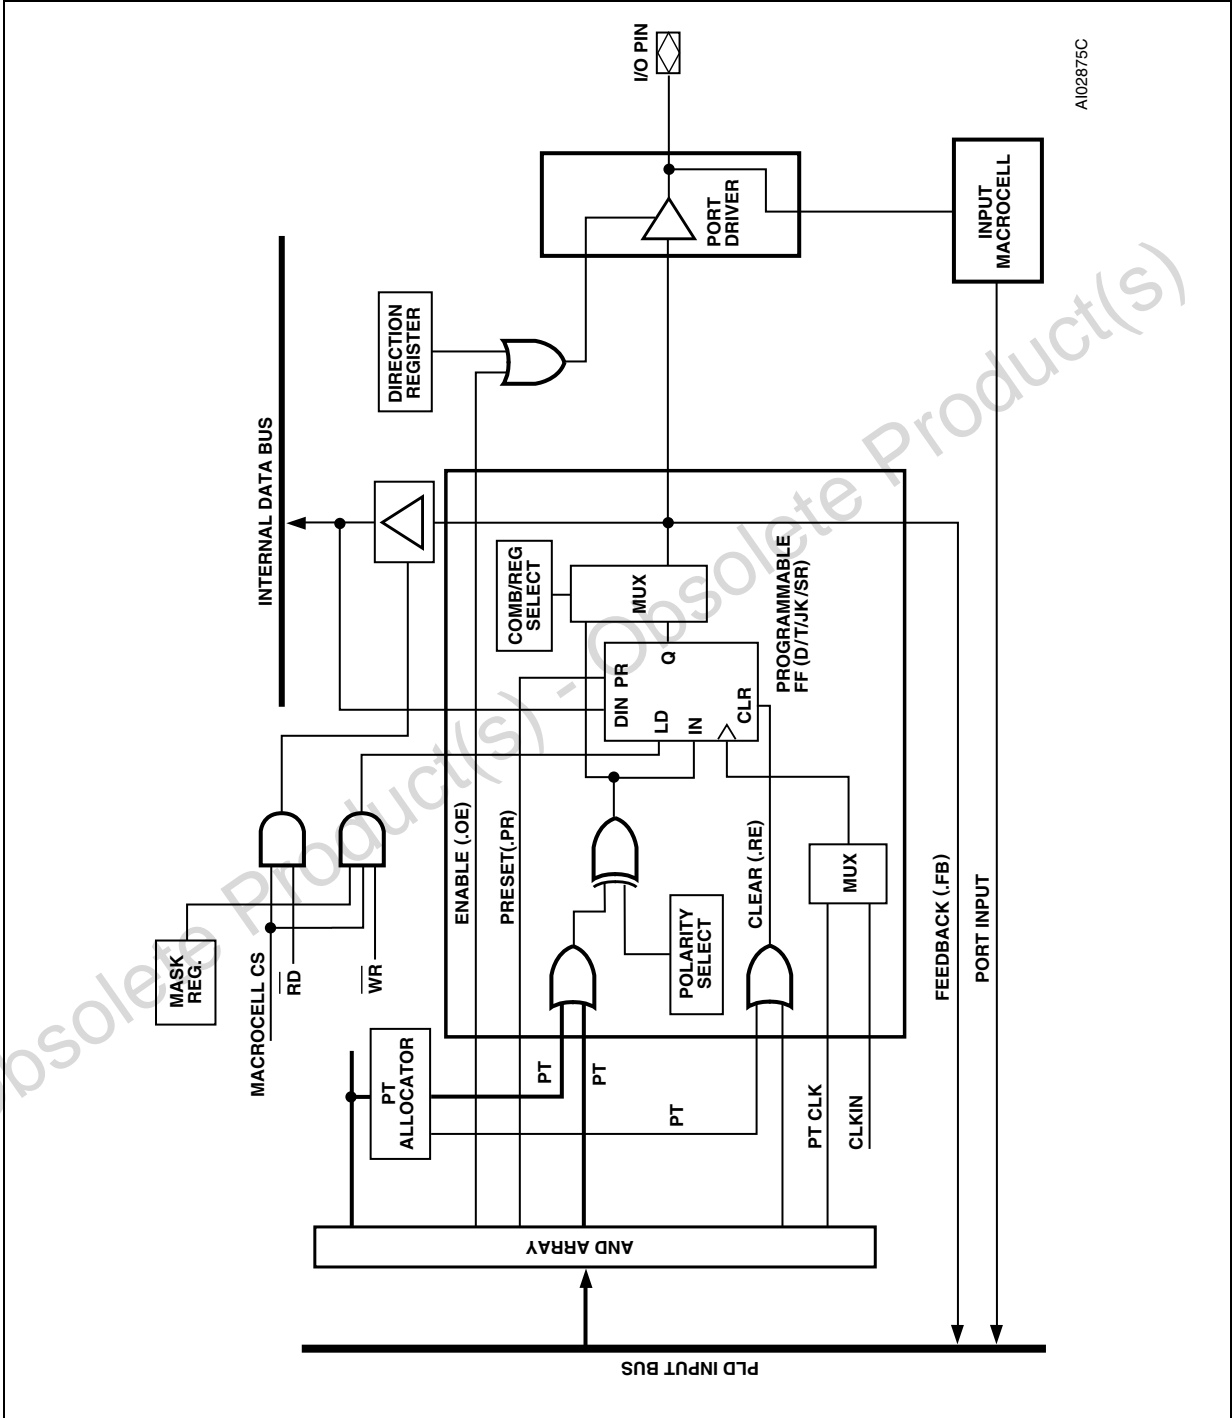 MASK
REG.
MACROCELL CS
RD
WR
INTERNAL DATA BUS
DIRECTION
REGISTER
I/O PIN
PORT
DRIVER
INPUT
MACROCELL
AI02875C
PT
ALLOCATOR
PT
PT
PT
PT CLK
CLKIN
AND ARRAY
PLD INPUT BUS
ENABLE (.OE)
PRESET(.PR)
COMB/REG
SELECT
MUX
DIN PR
LD
Q
IN
CLR
PROGRAMMABLE
FF (D/T/JK/SR)
POLARITY
SELECT
CLEAR (.RE)
MUX
FEEDBACK (.FB)
PORT INPUT
Obsolete Product(s) - Obsolete Product(s)